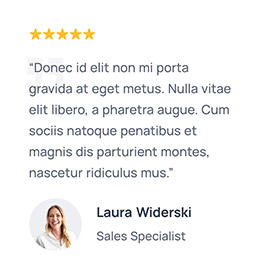 “Donec id elit non mi porta
gravida at eget metus. Nulla vitae
elit libero, a pharetra augue. Cum
sociis natoque penatibus et
magnis dis parturient montes,
nascetur ridiculus mus.”
Laura Widerski
Sales Specialist